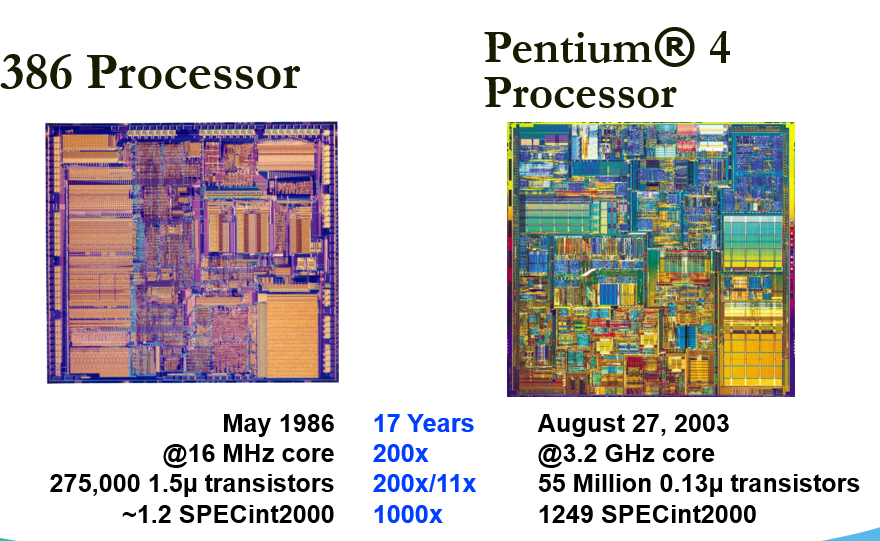 386 Processor
Pentium® 4
Processor
May 1986 17 Years August 27, 2003
@16 MHz core 200x @3.2 GHz core
275,000 1.5µ transistors 200x/11x 55 Million 0.13µ transistors
~1.2 SPECint2000 1000x 1249 SPECint2000